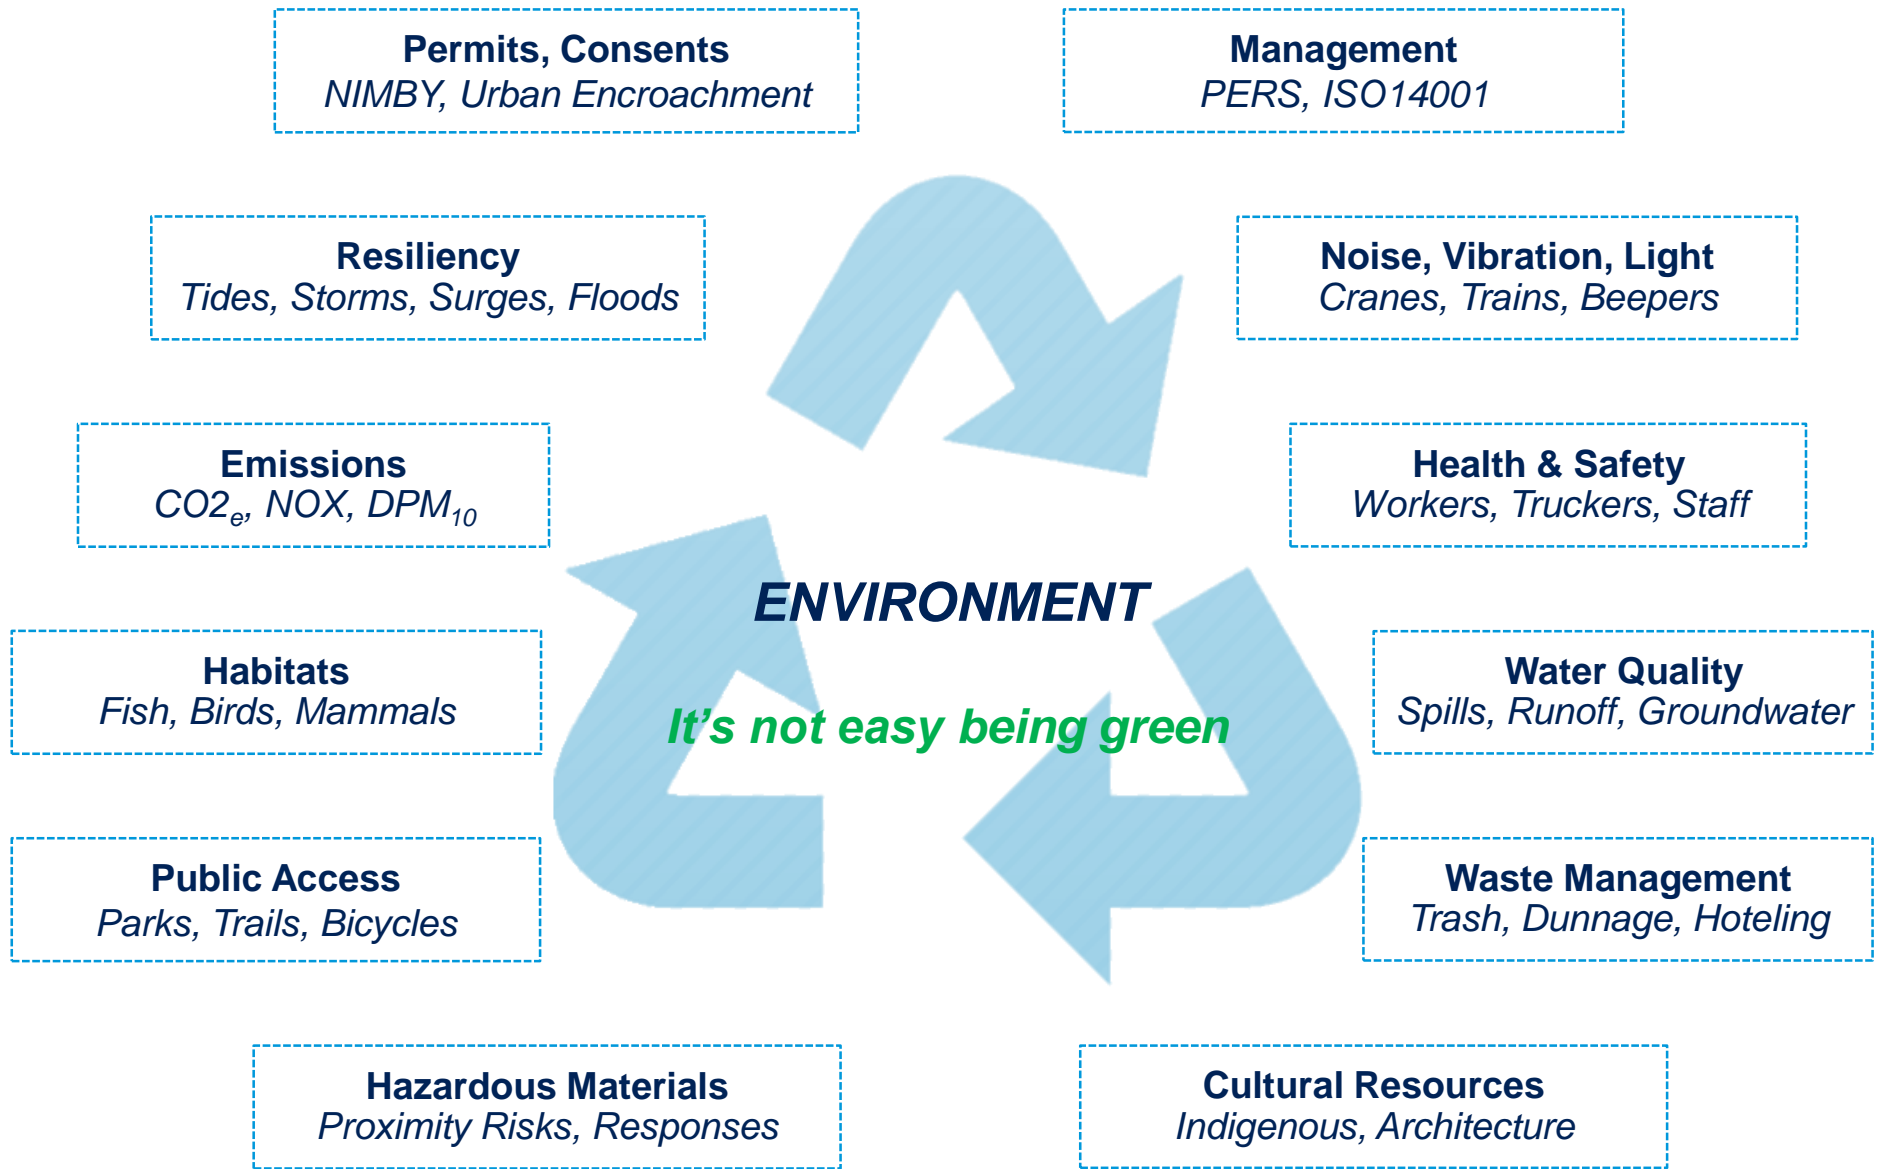 Permits, Consents
NIMBY, Urban Encroachment
Management
PERS, ISO14001
Resiliency
Tides, Storms, Surges, Floods
Noise, Vibration, Light
Cranes, Trains, Beepers
Emissions
CO2e, NOX, DPM10
Health & Safety
Workers, Truckers, Staff
ENVIRONMENT
Habitats
Fish, Birds, Mammals
Water Quality
Spills, Runoff, Groundwater
It’s not easy being green
Public Access
Parks, Trails, Bicycles
Waste Management
Trash, Dunnage, Hoteling
Hazardous Materials
Proximity Risks, Responses
Cultural Resources
Indigenous, Architecture